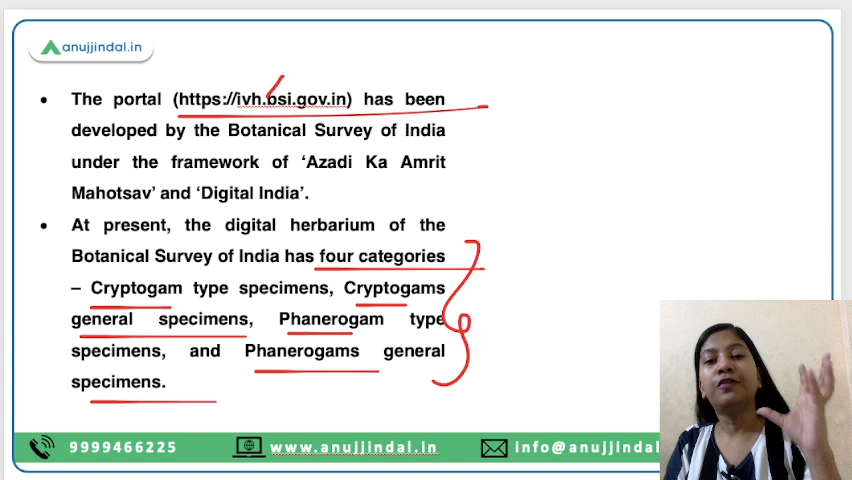 anujjindal.in
• The portal (https://ivh.bsi.gov.in) has been
developed by the Botanical Survey of India
under the framework of ‘Azadi Ka Amrit
Mahotsav’ and ‘Digital India’.
• At present, the digital herbarium of the
Botanical Survey of India has four categories
– Cryptogam type specimens, Cryptogams
general specimens, Phanerogam type
specimens, and Phanerogams general
specimens.
9999466225 www.anujjindal.in info@anujjindal